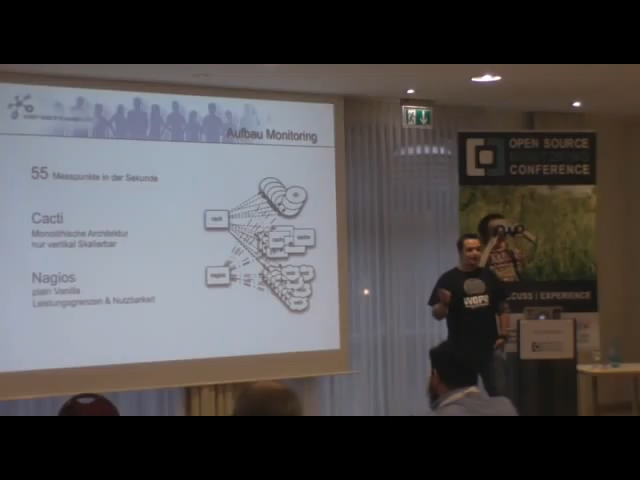 Aufbau Monitoring
55 Messpunkte in der Sekunde
Cacti
Monolithische Architektur
nur vertikal Skalierbar
Nagios
plain Vanilla
Leistungsgrenzen & Nutzbarkeit
OPEN SOURCE
CONFERENCE
EXPERIENCE